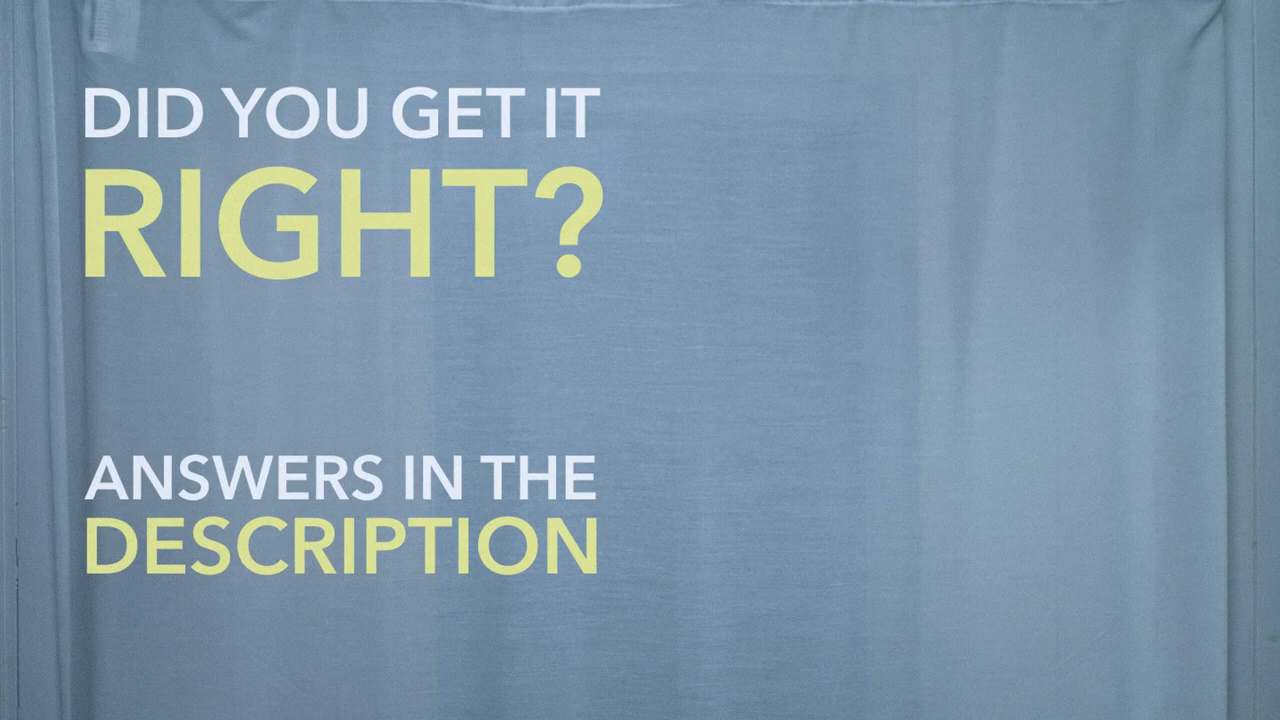 DID YOU GET IT
RIGHT?
ANSWERS IN THE
DESCRIPTION